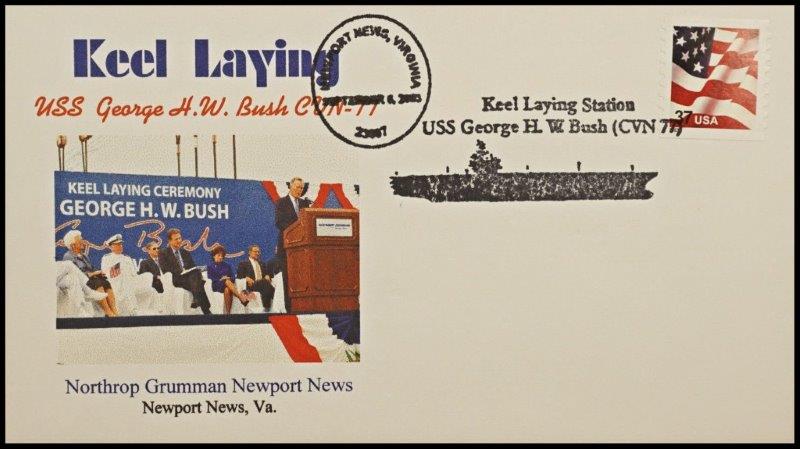 Keel Laying
USS George H.W. Bush CVN-77
NEWPORT NEWS, VIRGINIA
SEPTEMBER 6, 2003
23607
Keel Laying Station
USS George H. W. Bush (CVN 77)
37
USA
KEEL LAYING CEREMONY
GEORGE H.W. BUSH
Northrop Grumman Newport News
Newport News, Va.